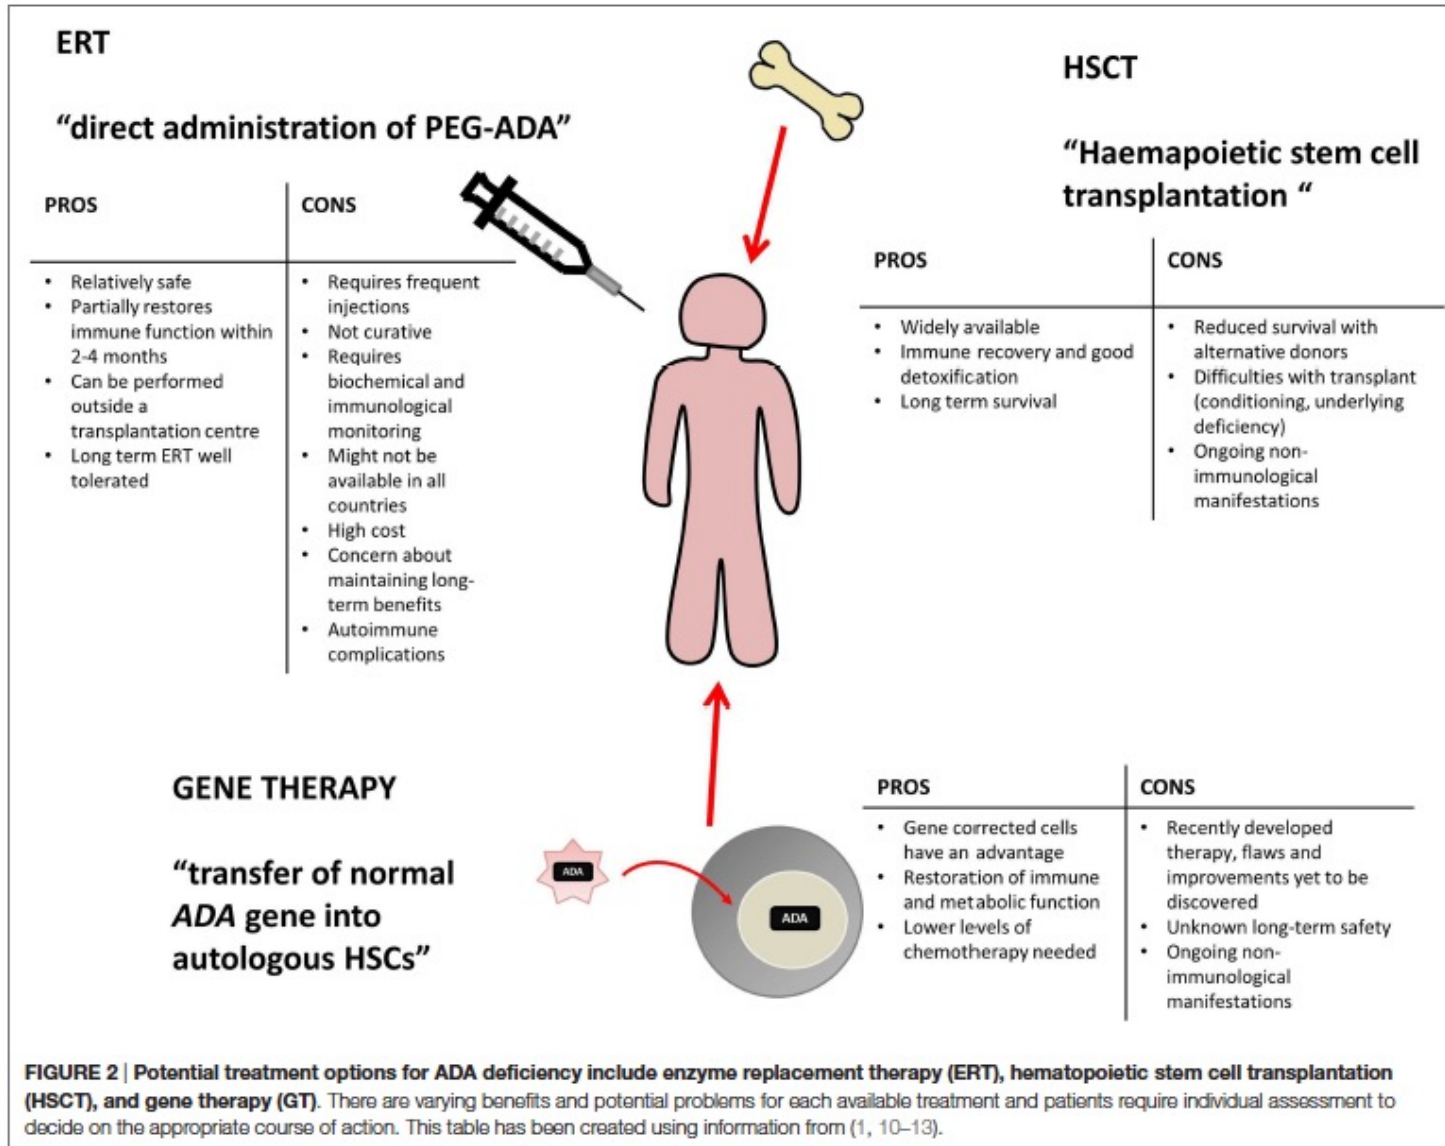 ERT
“direct administration of PEG-ADA”
PROS
CONS
• Relatively safe
• Partially restores
immune function within
2-4 months
• Can be performed
outside a
transplantation centre
• Long term ERT well
tolerated
• Requires frequent
injections
• Not curative
• Requires
biochemical and
immunological
monitoring
• Might not be
available in all
countries
• High cost
• Concern about
maintaining long-
term benefits
• Autoimmune
complications
HSCT
“Haemapoietic stem cell
transplantation “
PROS
CONS
• Widely available
• Immune recovery and good
detoxification
• Long term survival
• Reduced survival with
alternative donors
• Difficulties with transplant
(conditioning, underlying
deficiency)
• Ongoing non-
immunological
manifestations
GENE THERAPY
“transfer of normal
ADA gene into
autologous HSCs”
ADA
ADA
PROS
CONS
• Gene corrected cells
have an advantage
• Restoration of immune
and metabolic function
• Lower levels of
chemotherapy needed
• Recently developed
therapy, flaws and
improvements yet to be
discovered
• Unknown long-term safety
• Ongoing non-
immunological
manifestations
FIGURE 2 | Potential treatment options for ADA deficiency include enzyme replacement therapy (ERT), hematopoietic stem cell transplantation
(HSCT), and gene therapy (GT). There are varying benefits and potential problems for each available treatment and patients require individual assessment to
decide on the appropriate course of action. This table has been created using information from (1, 10–13).